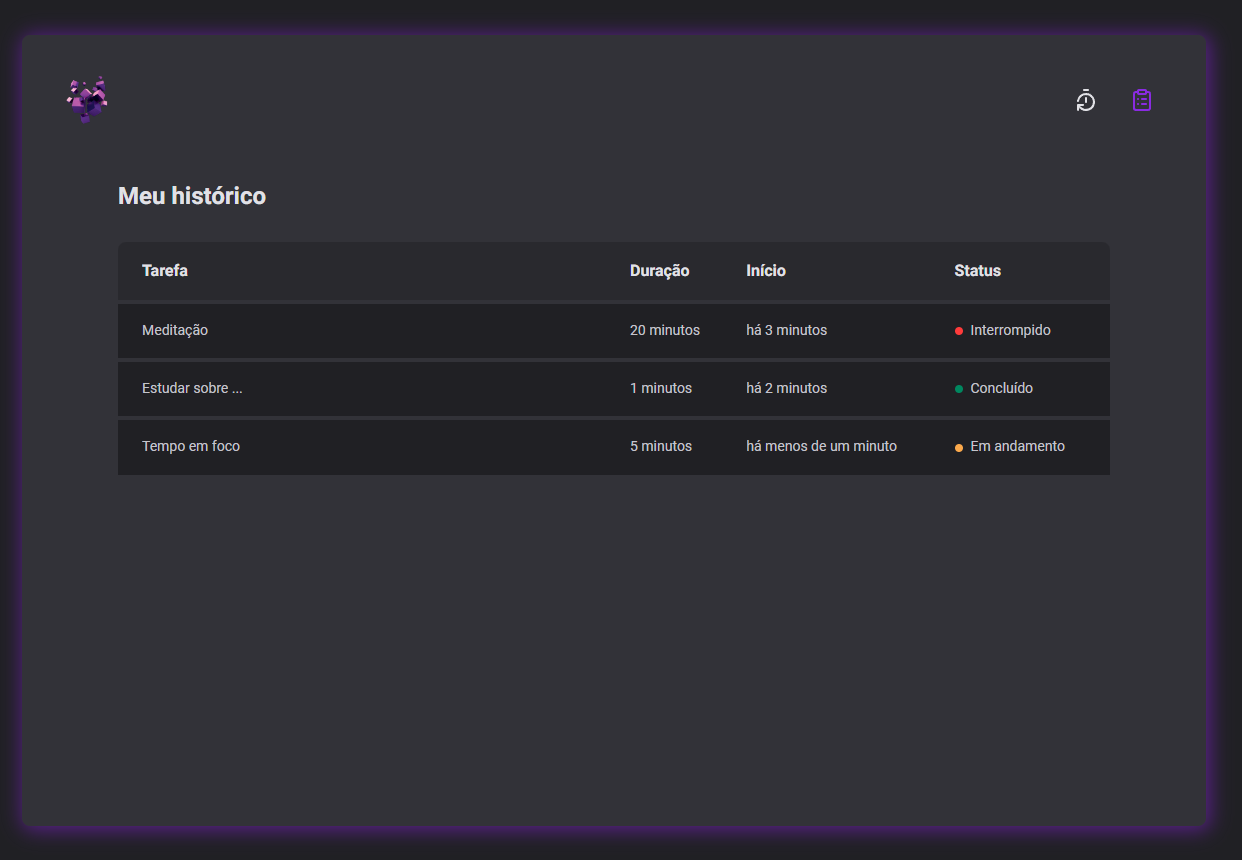 Meu histórico
Tarefa Duração Início Status
Meditação 20 minutos há 3 minutos Interrompido
Estudar sobre ... 1 minutos há 2 minutos Concluído
Tempo em foco 5 minutos há menos de um minuto Em andamento